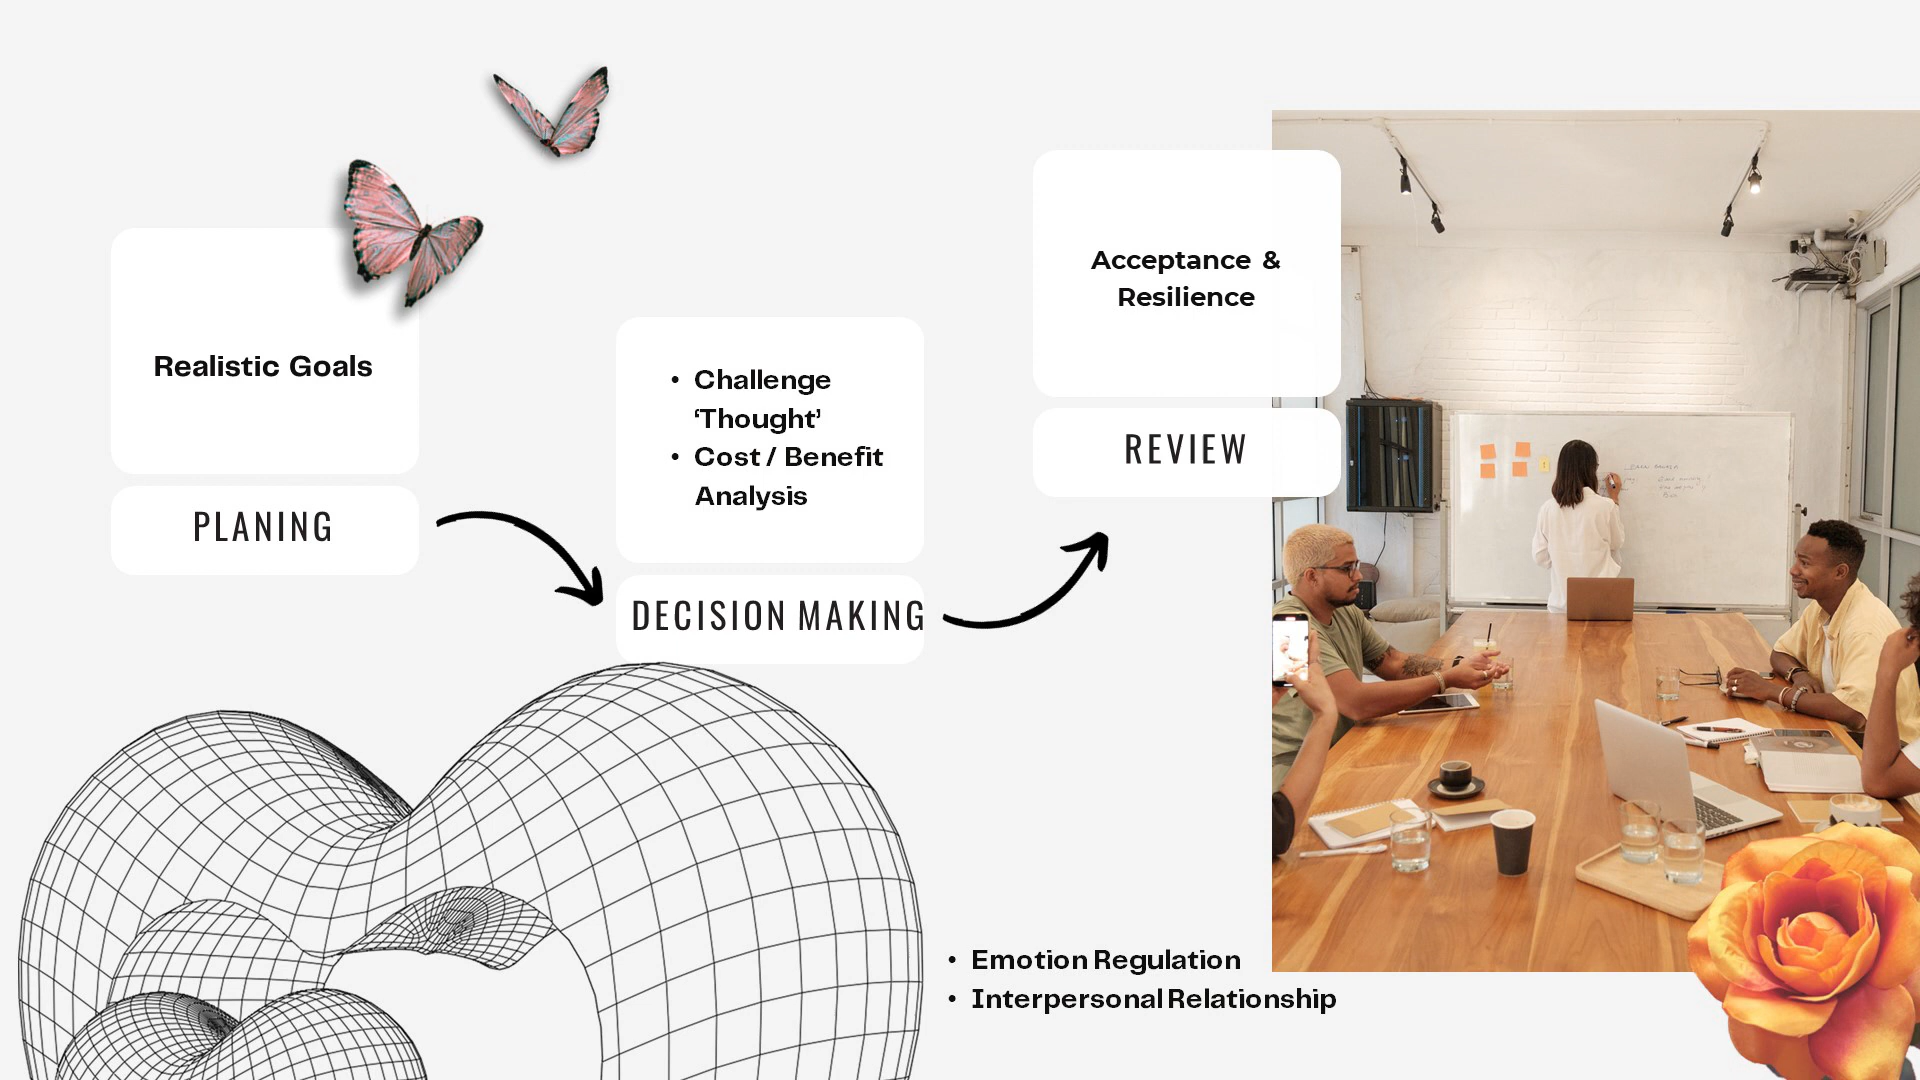 Realistic Goals
PLANING
• Challenge
‘Thought’
• Cost / Benefit
Analysis
DECISION MAKING
Acceptance &
Resilience
REVIEW
• Emotion Regulation
• Interpersonal Relationship